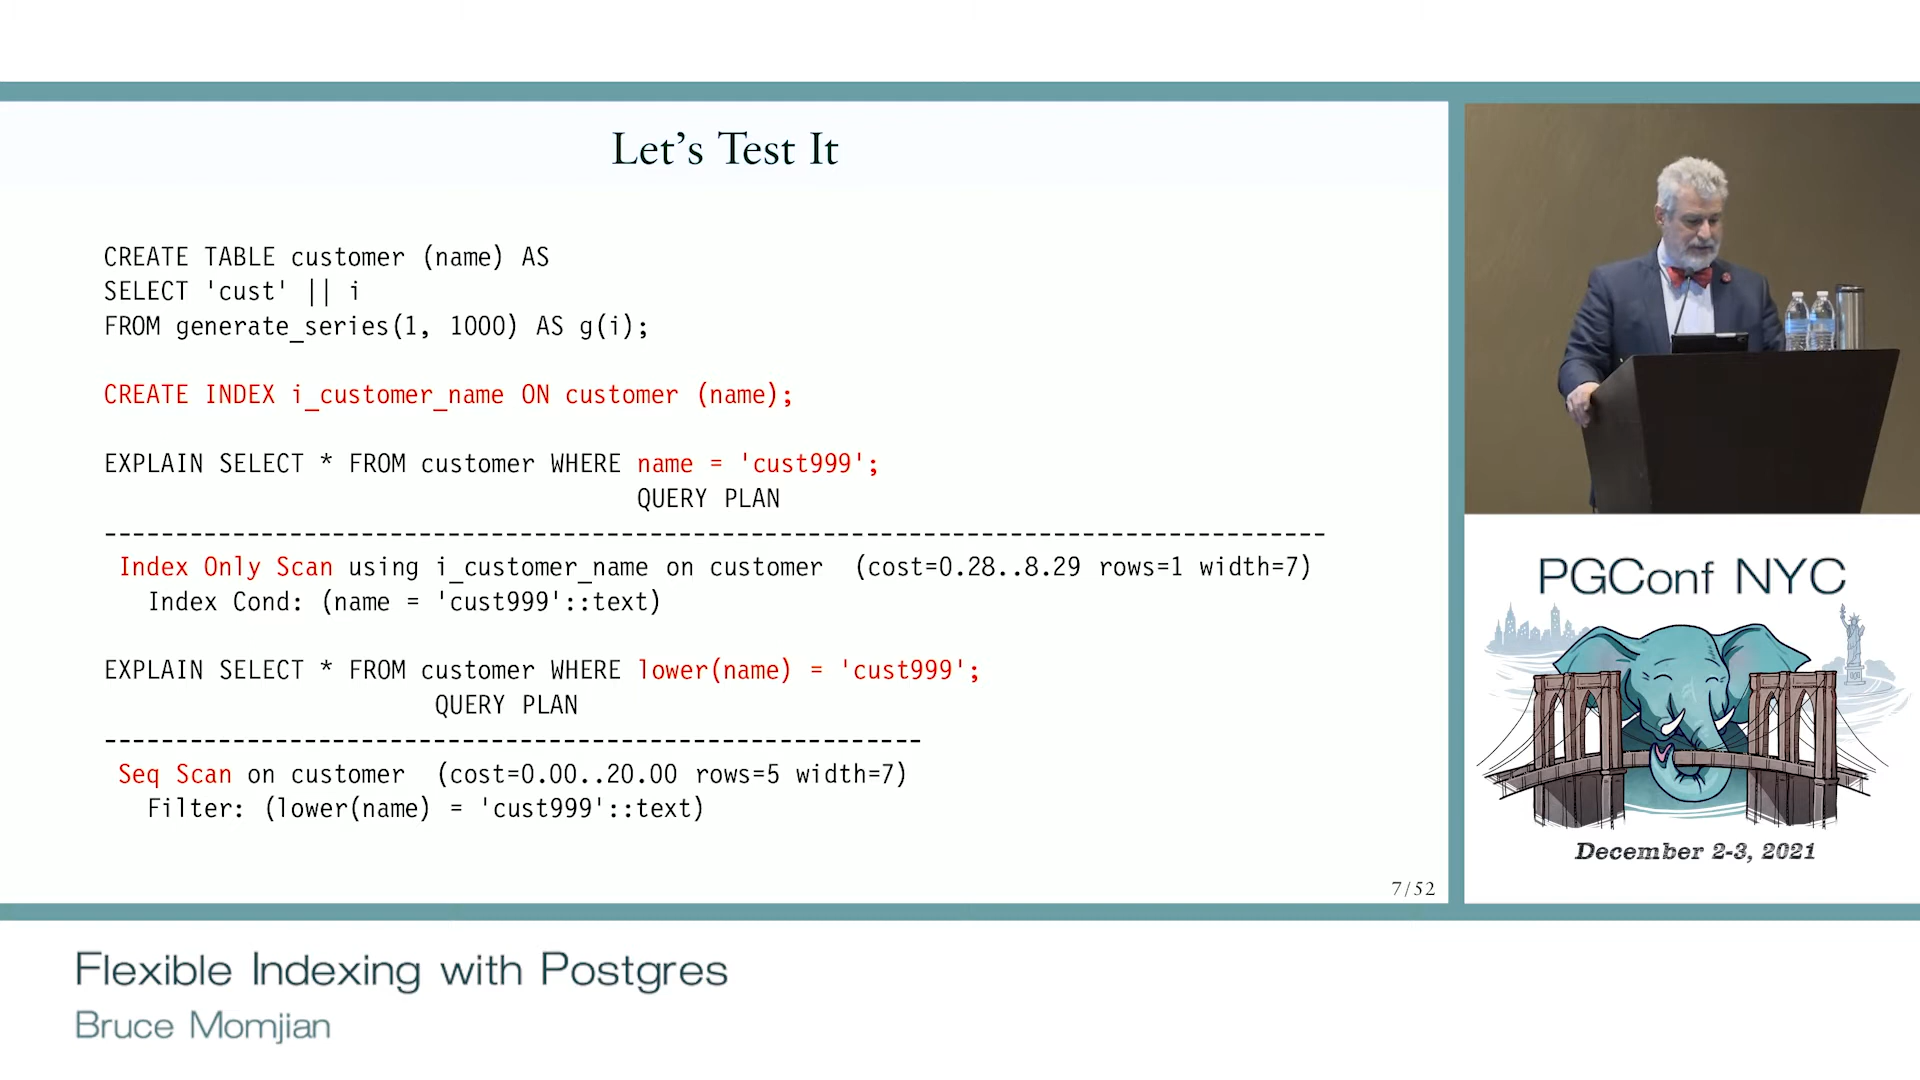 Let's Test It
CREATE TABLE customer (name) AS
SELECT 'cust' || i
FROM generate_series(1, 1000) AS g(i);
CREATE INDEX i_customer_name ON customer (name);
EXPLAIN SELECT * FROM customer WHERE name = 'cust999';
QUERY PLAN
-------------------------------------------------------------------------------------
Index Only Scan using i_customer_name on customer (cost=0.28..8.29 rows=1 width=7)
Index Cond: (name = 'cust999'::text)
EXPLAIN SELECT * FROM customer WHERE lower(name) = 'cust999';
QUERY PLAN
---------------------------------------------------------
Seq Scan on customer (cost=0.00..20.00 rows=5 width=7)
Filter: (lower(name) = 'cust999'::text)
7/52
PGConf NYC
December 2-3, 2021
Flexible Indexing with Postgres
Bruce Momjian